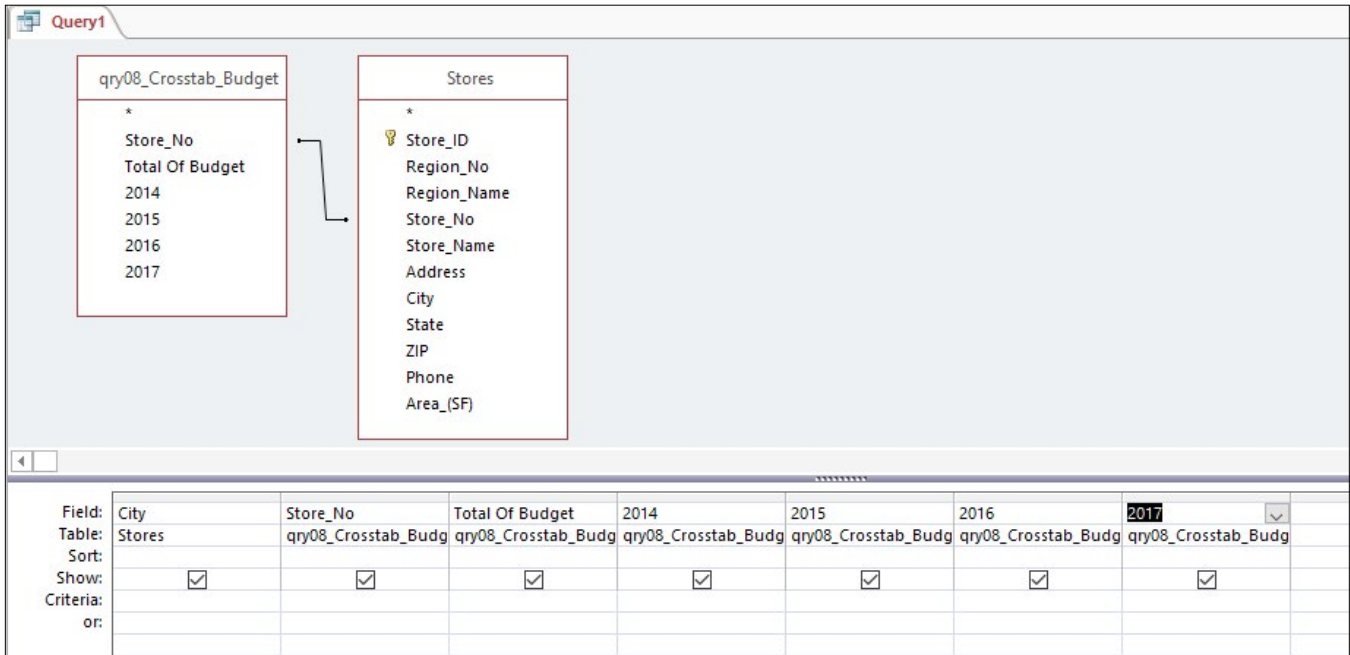 Query1
qry08_Crosstab_Budget
*
Store_No
Total Of Budget
2014
2015
2016
2017
Stores
*
Store_ID
Region_No
Region_Name
Store_No
Store_Name
Address
City
State
ZIP
Phone
Area_(SF)
Field: City Store_No Total Of Budget 2014 2015 2016 2017
Table: Stores qry08_Crosstab_Budg qry08_Crosstab_Budg qry08_Crosstab_Budg qry08_Crosstab_Budg qry08_Crosstab_Budg qry08_Crosstab_Budg
Sort:
Show:
Criteria:
or: